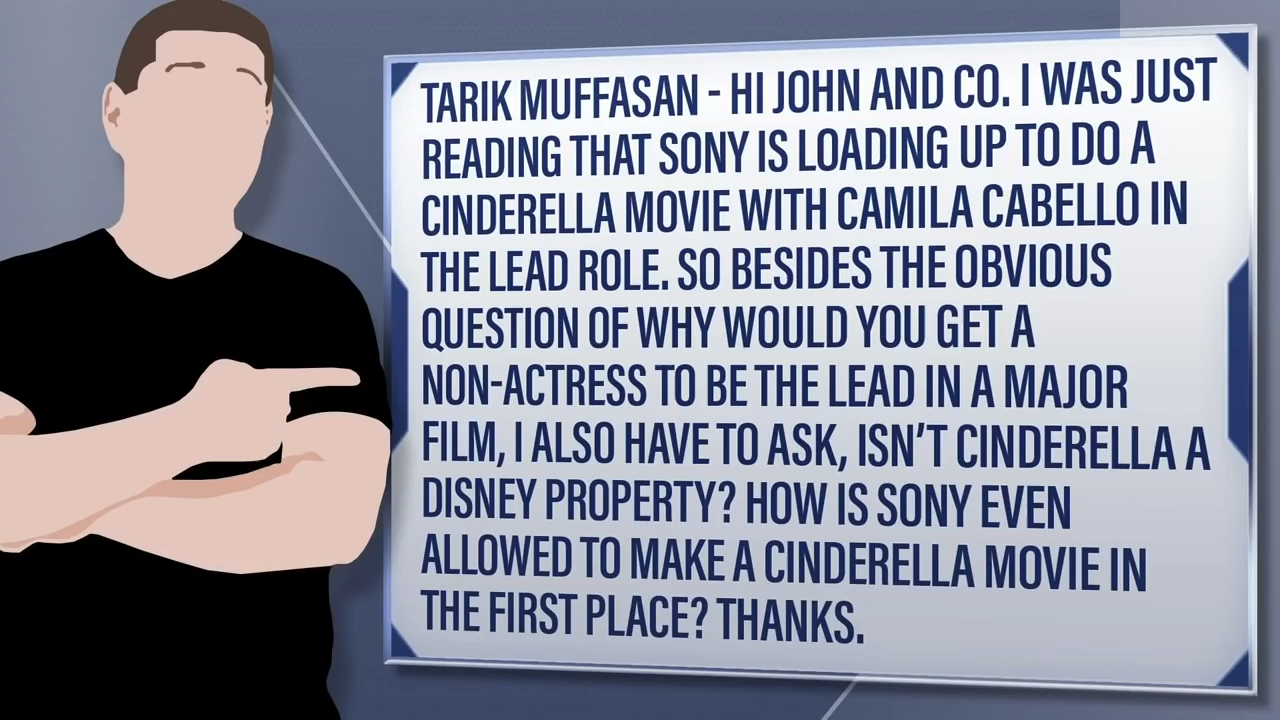 TARIK MUFFASAN - HI JOHN AND CO. I WAS JUST
READING THAT SONY IS LOADING UP TO DO A
CINDERELLA MOVIE WITH CAMILA CABELLO IN
THE LEAD ROLE. SO BESIDES THE OBVIOUS
QUESTION OF WHY WOULD YOU GET A
NON-ACTRESS TO BE THE LEAD IN A MAJOR
FILM, I ALSO HAVE TO ASK, ISN'T CINDERELLA A
DISNEY PROPERTY? HOW IS SONY EVEN
ALLOWED TO MAKE A CINDERELLA MOVIE IN
THE FIRST PLACE? THANKS.